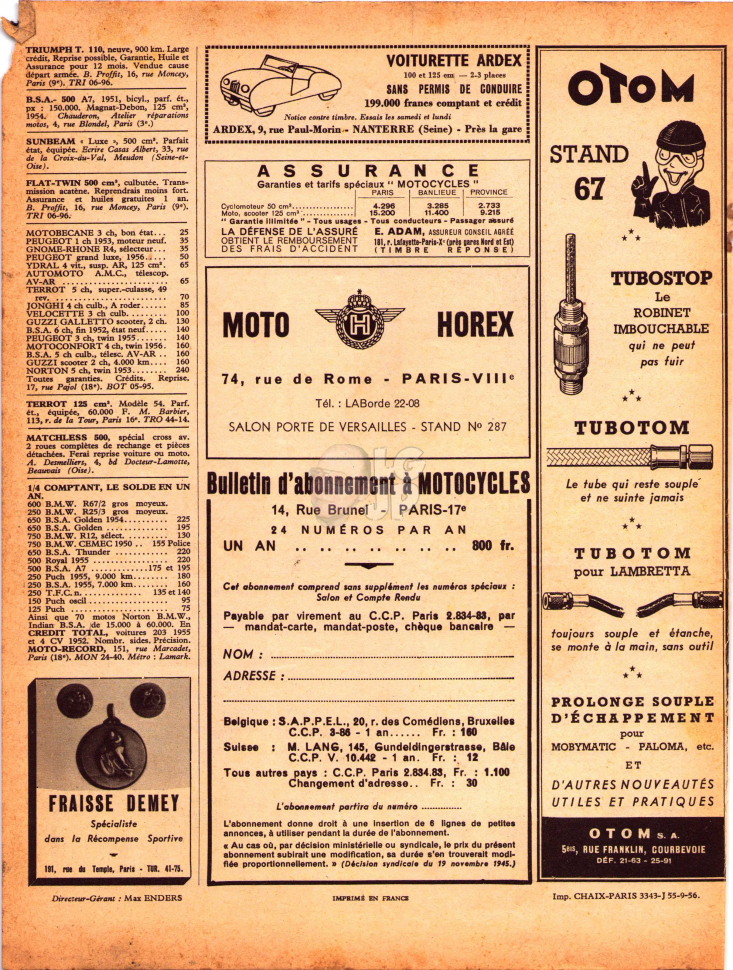 TRIUMPH T. 110, neuve, 900 km. Large
crédit, Reprise possible, Garantie, Huile et
Assurance pour 12 mois. Vendue cause
départ armée. B. Proffit, 16, rue Moncey,
Paris (9e). TRI 06-96.
B.S.A.- 500 A7, 1951, bicyl., parf. ét.,
px : 150.000. Magnat-Debon, 125 cm³,
1954. Chauderon, Atelier réparations
motos, 4, rue Blondel, Paris (3e.)
SUNBEAM « Luxe », 500 cm³. Parfait
état, équipée. Ecrire Casas Albert, 33, rue
de la Croix-du-Val, Meudon (Seine-et-
Oise).
FLAT-TWIN 500 cm³, culbutée. Trans-
mission acatène. Reprendrais moins fort.
Assurance et huiles gratuites 1 an.
B. Proffit, 16, rue Moncey, Paris (9e).
TRI 06-96.
MOTOBECANE 3 ch, bon état... 25
PEUGEOT 1 ch 1953, moteur neuf. 35
GNOME-RHONE R4, sélecteur... 35
PEUGEOT grand luxe, 1956.... 50
YDRAL 4 vit., susp. AR, 125 cm³. 65
AUTOMOTO A.M.C., télescop.
AV-AR .................... 65
TERROT 5 ch, super.-culasse, 49
rev. ..................... 70
JONGHI 4 ch culb., A roder...... 85
VELOCETTE 3 ch culb. ........ 100
GUZZI GALLETTO scooter, 2 ch. 130
B.S.A. 6 ch, fin 1952, état neuf.... 140
PEUGEOT 3 ch, twin 1955...... 140
MOTOCONFORT 4 ch, twin 1956. 160
B.S.A. 5 ch culb., télesc. AV-AR .. 160
GUZZI scooter 2 ch, 4.000 km.... 160
NORTON 5 ch, twin 1953....... 240
Toutes garanties. Crédits. Reprise.
17, rue Pajol (18e). BOT 05-95.
TERROT 125 cm³. Modèle 54. Parf.
ét., équipée, 60.000 F. M. Barbier,
113, r. de la Tour, Paris 16e. TRO 44-14.
MATCHLESS 500, spécial cross av.
2 roues complètes de rechange et pièces
détachées. Ferai reprise voiture ou moto.
A. Desmelliers, 4, bd Docteur-Lamotte,
Beauvais (Oise).
1/4 COMPTANT, LE SOLDE EN UN
AN.
600 B.M.W. R67/2 gros moyeux.
250 B.M.W. R25/3 gros moyeux.
650 B.S.A. Golden 1954........ 225
650 B.S.A. Golden ............ 195
750 B.M.W. R12, sélect. ........ 130
750 B.M.W. CEMEC 1950 .. 155 Police
650 B.S.A. Thunder .......... 220
500 Royal 1955 .............. 220
500 B.S.A. A7 ............175 et 195
250 Puch 1955, 9.000 km........ 180
250 B.S.A. 1955, 7.000 km...... 160
250 T.F.C. n. .............. 135 et 140
150 Puch oscil ................ 95
125 Puch .................... 75
Ainsi que 70 motos Norton B.M.W.,
Indian B.S.A. de 15.000 à 60.000. En
CREDIT TOTAL, voitures 203 1955
et 4 CV 1952. Nombr. sides. Précision.
MOTO-RECORD, 151, rue Marcadet,
Paris (18e). MON 24-40. Métro : Lamark.
FRAISSE DEMEY
Spécialiste
dans la Récompense Sportive
191, rue du Temple, Paris - TUR. 41-75.
Directeur-Gérant : Max ENDERS
VOITURETTE ARDEX
100 et 125 cm — 2-3 places
SANS PERMIS DE CONDUIRE
199.000 francs comptant et crédit
Notice contre timbre. Essais les samedi et lundi
ARDEX, 9, rue Paul-Morin - NANTERRE (Seine) - Près la gare
ASSURANCE
Garanties et tarifs spéciaux " MOTOCYCLES "
PARIS BANLIEUE PROVINCE
Cyclomoteur 50 cm³................ 4.296 3.285 2.733
Moto, scooter 125 cm³ ............. 15.200 11.400 9.215
" Garantie illimitée " - Tous usages - Tous conducteurs - Passager assuré
LA DÉFENSE DE L'ASSURÉ
OBTIENT LE REMBOURSEMENT
DES FRAIS D'ACCIDENT
E. ADAM, ASSUREUR CONSEIL AGRÉÉ
181, r. Lafayette-Paris-Xe (près gares Nord et Est)
(TIMBRE RÉPONSE)
MOTO H HOREX
74, rue de Rome - PARIS-VIIIe
Tél. : LABorde 22-08
SALON PORTE DE VERSAILLES - STAND No 287
Bulletin d'abonnement à MOTOCYCLES
14, Rue Brunel - PARIS-17e
24 NUMÉROS PAR AN
UN AN .. .. .. .. .. .. .. .. 800 fr.
Cet abonnement comprend sans supplément les numéros spéciaux :
Salon et Compte Rendu
Payable par virement au C.C.P. Paris 2.834-83, par
— mandat-carte, mandat-poste, chèque bancaire —
NOM : ................
ADRESSE : ................
Belgique : S.A.P.P.E.L., 20, r. des Comédiens, Bruxelles
C.C.P. 3-86 - 1 an...... Fr. : 160
Suisee : M. LANG, 145, Gundeldingerstrasse, Bâle
C.C.P. V. 10.442 - 1 an. Fr. : 12
Tous autres pays : C.C.P. Paris 2.834.83, Fr. : 1.100
Changement d'adresse.. Fr. : 30
L'abonnement partira du numéro ..............
L'abonnement donne droit à une insertion de 6 lignes de petites
annonces, à utiliser pendant la durée de l'abonnement.
« Au cas où, par décision ministérielle ou syndicale, le prix du présent
abonnement subirait une modification, sa durée s'en trouverait modi-
fiée proportionnellement. » (Décision syndicale du 19 novembre 1945.)
IMPRIMÉ EN FRANCE
OTOM
STAND
67
TUBOSTOP
Le
ROBINET
IMBOUCHABLE
qui ne peut
pas fuir
TUBOTOM
Le tube qui reste souple
et ne suinte jamais
TUBOTOM
pour LAMBRETTA
toujours souple et étanche,
se monte à la main, sans outil
PROLONGE SOUPLE
D'ÉCHAPPEMENT
pour
MOBYMATIC - PALOMA, etc.
ET
D'AUTRES NOUVEAUTÉS
UTILES ET PRATIQUES
OTOM S. A.
5BIS, RUE FRANKLIN, COURBEVOIE
DÉF. 21-63 - 25-91
Imp. CHAIX-PARIS 3343-J 55-9-56.